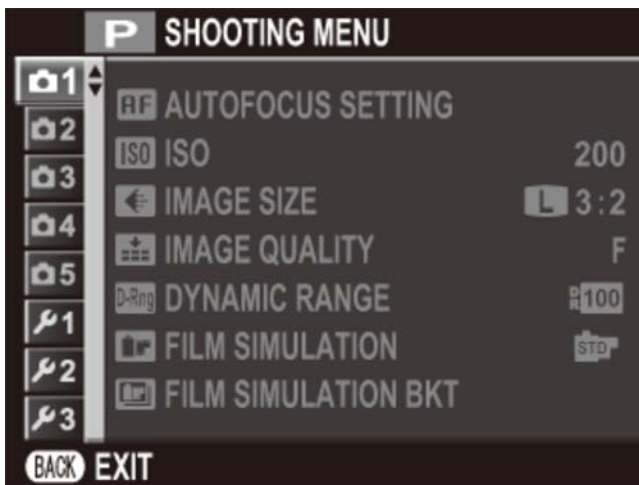 P SHOOTING MENU
1
AF AUTOFOCUS SETTING
2
ISO ISO 200
3
IMAGE SIZE L 3:2
4
IMAGE QUALITY F
5
D-Rng DYNAMIC RANGE DR100
1
FILM SIMULATION STD
2
FILM SIMULATION BKT
3
BACK EXIT